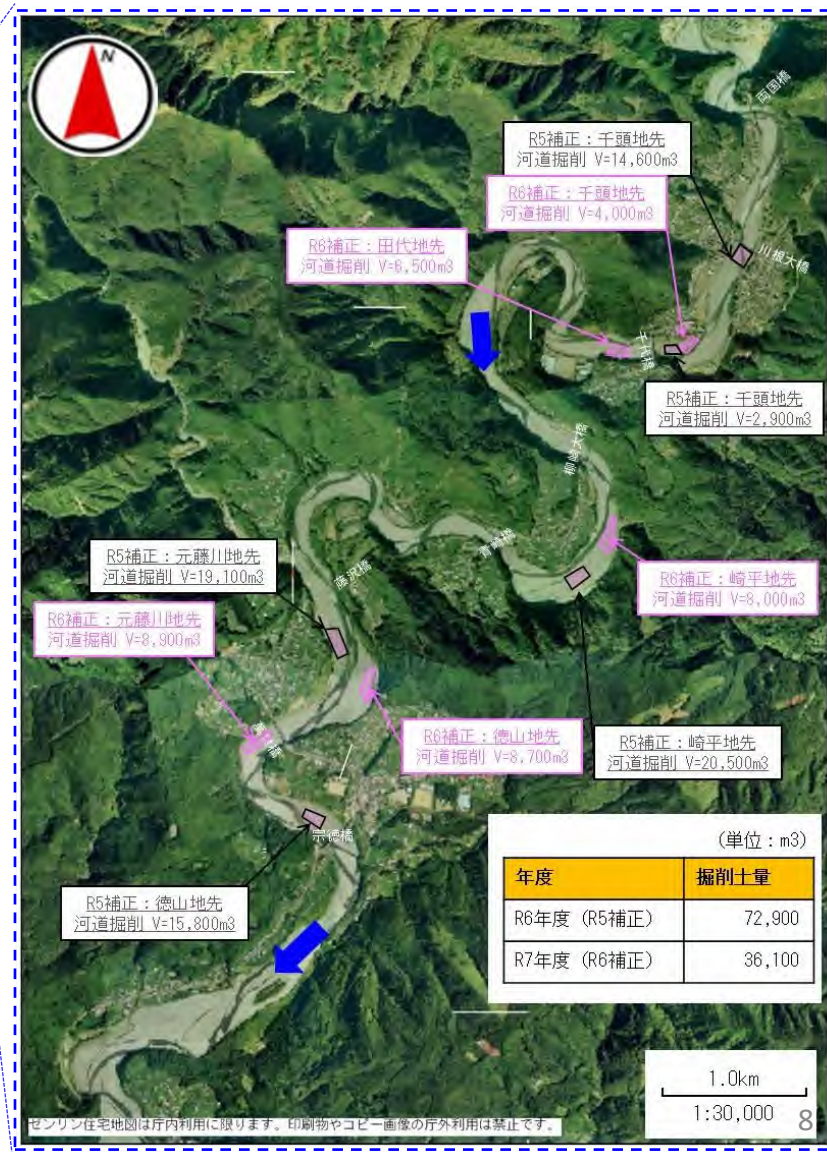 N
両国橋
R5補正：千頭地先
河道掘削 V=14,600m3
R6補正：千頭地先
河道掘削 V=4,000m3
川根大橋
R6補正：田代地先
河道掘削 V=6,500m3
千代橋
R5補正：千頭地先
河道掘削 V=2,900m3
柳崎大橋
R5補正：元藤川地先
河道掘削 V=19,100m3
藤沢橋
青崎橋
R6補正：崎平地先
河道掘削 V=8,000m3
R6補正：元藤川地先
河道掘削 V=8,900m3
R6補正：徳山地先
河道掘削 V=8,700m3
R5補正：崎平地先
河道掘削 V=20,500m3
宗徳橋
R5補正：徳山地先
河道掘削 V=15,800m3
（単位：m3）
年度 掘削土量
R6年度（R5補正） 72,900
R7年度（R6補正） 36,100
1.0km
1:30,000
8
ゼンリン住宅地図は庁内利用に限ります。印刷物やコピー画像の庁外利用は禁止です。